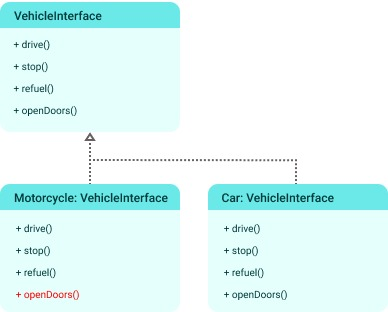 VehicleInterface
+ drive()
+ stop()
+ refuel()
+ openDoors()
Motorcycle: VehicleInterface
+ drive()
+ stop()
+ refuel()
+ openDoors()
Car: VehicleInterface
+ drive()
+ stop()
+ refuel()
+ openDoors()